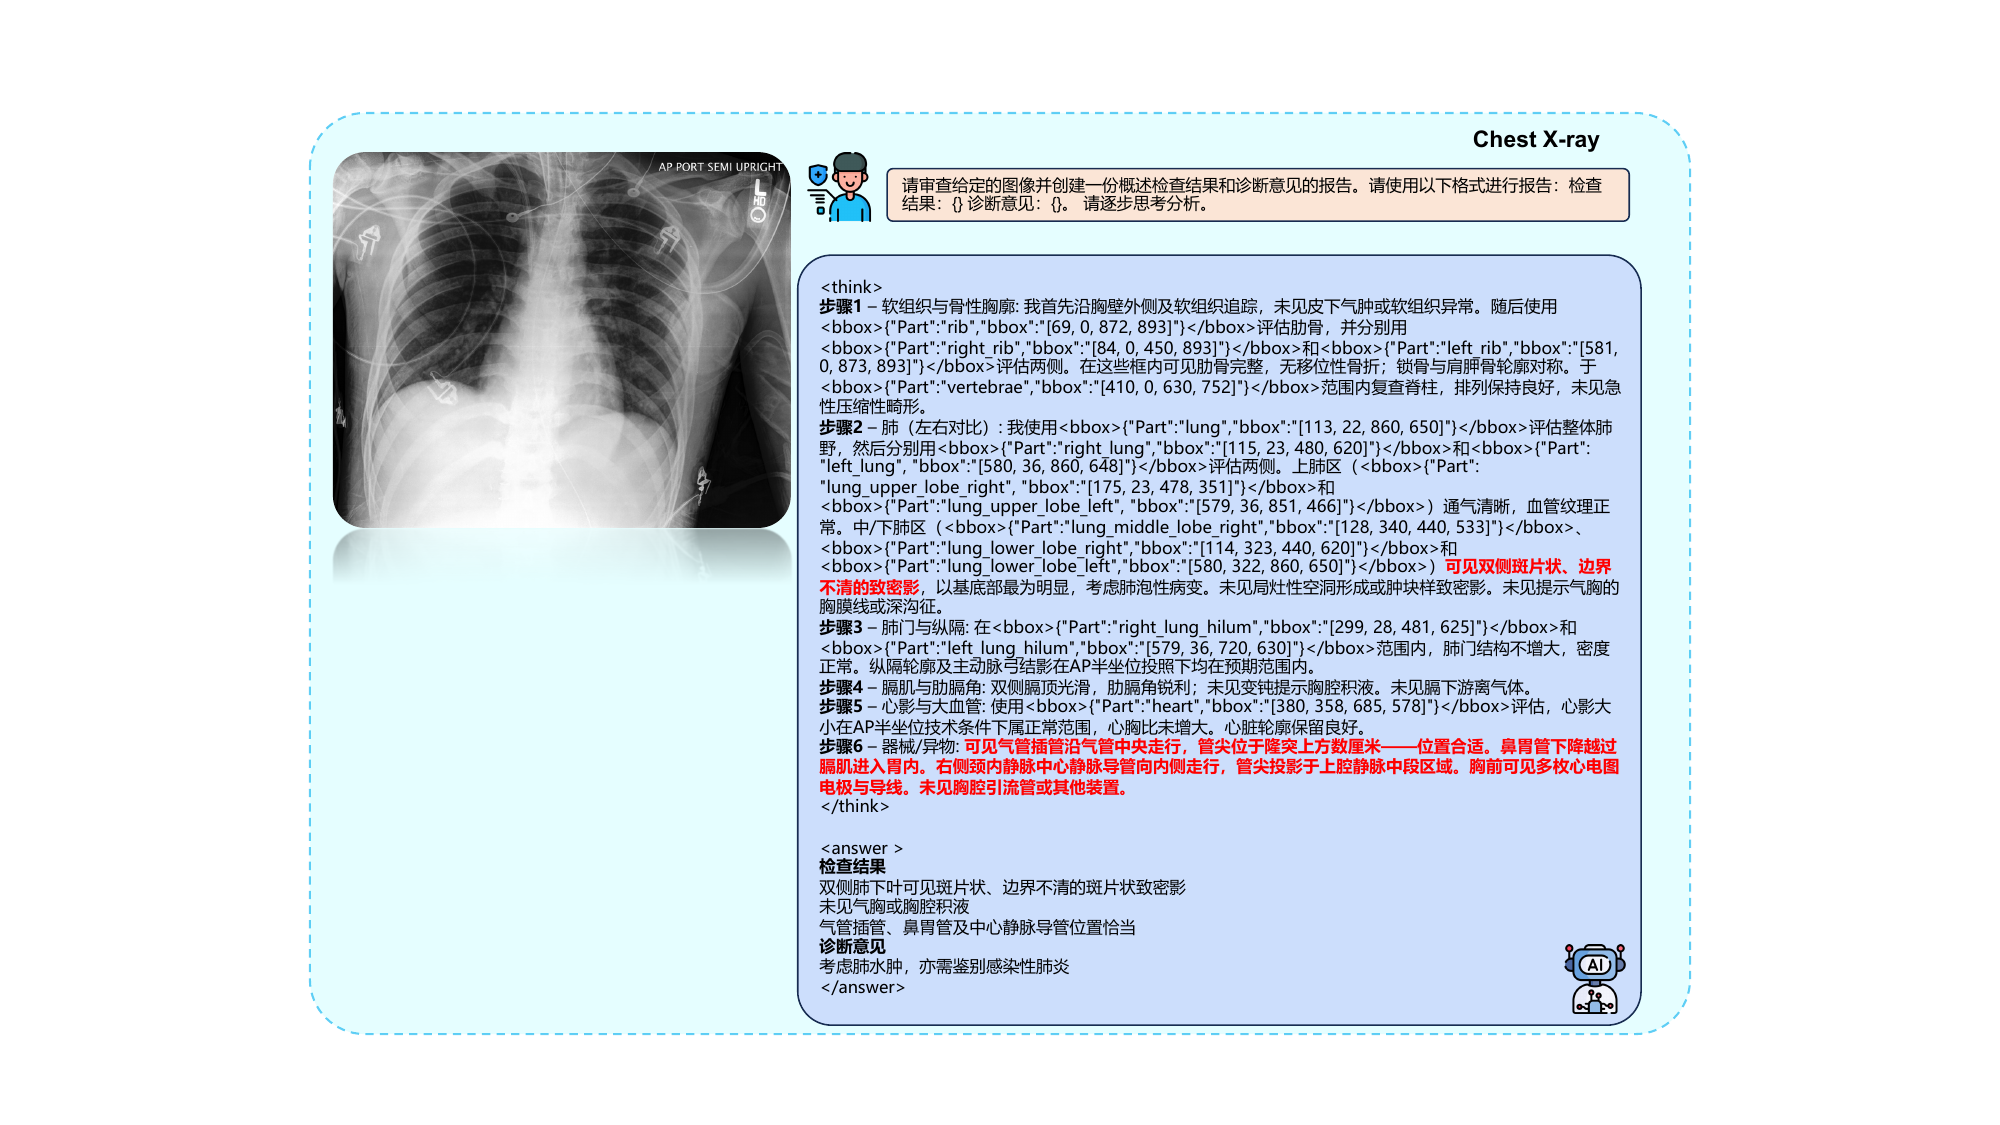 Chest X-ray
AP PORT SEMI UPRIGHT
L
请审查给定的图像并创建一份概述检查结果和诊断意见的报告。请使用以下格式进行报告：检查
结果：{} 诊断意见：{}。 请逐步思考分析。
<think>
步骤1 – 软组织与骨性胸廓: 我首先沿胸壁外侧及软组织追踪，未见皮下气肿或软组织异常。随后使用
<bbox>{"Part":"rib","bbox":"[69, 0, 872, 893]"}</bbox>评估肋骨，并分别用
<bbox>{"Part":"right_rib","bbox":"[84, 0, 450, 893]"}</bbox>和<bbox>{"Part":"left_rib","bbox":"[581,
0, 873, 893]"}</bbox>评估两侧。在这些框内可见肋骨完整，无移位性骨折；锁骨与肩胛骨轮廓对称。于
<bbox>{"Part":"vertebrae","bbox":"[410, 0, 630, 752]"}</bbox>范围内复查脊柱，排列保持良好，未见急
性压缩性畸形。
步骤2 – 肺（左右对比）: 我使用<bbox>{"Part":"lung","bbox":"[113, 22, 860, 650]"}</bbox>评估整体肺
野，然后分别用<bbox>{"Part":"right_lung","bbox":"[115, 23, 480, 620]"}</bbox>和<bbox>{"Part":
"left_lung", "bbox":"[580, 36, 860, 648]"}</bbox>评估两侧。上肺区（<bbox>{"Part":
"lung_upper_lobe_right", "bbox":"[175, 23, 478, 351]"}</bbox>和
<bbox>{"Part":"lung_upper_lobe_left", "bbox":"[579, 36, 851, 466]"}</bbox>）通气清晰，血管纹理正
常。中/下肺区（<bbox>{"Part":"lung_middle_lobe_right","bbox":"[128, 340, 440, 533]"}</bbox>、
<bbox>{"Part":"lung_lower_lobe_right","bbox":"[114, 323, 440, 620]"}</bbox>和
<bbox>{"Part":"lung_lower_lobe_left","bbox":"[580, 322, 860, 650]"}</bbox>）可见双侧斑片状、边界
不清的致密影，以基底部最为明显，考虑肺泡性病变。未见局灶性空洞形成或肿块样致密影。未见提示气胸的
胸膜线或深沟征。
步骤3 – 肺门与纵隔: 在<bbox>{"Part":"right_lung_hilum","bbox":"[299, 28, 481, 625]"}</bbox>和
<bbox>{"Part":"left_lung_hilum","bbox":"[579, 36, 720, 630]"}</bbox>范围内，肺门结构不增大，密度
正常。纵隔轮廓及主动脉弓结影在AP半坐位投照下均在预期范围内。
步骤4 – 膈肌与肋膈角: 双侧膈顶光滑，肋膈角锐利；未见变钝提示胸腔积液。未见膈下游离气体。
步骤5 – 心影与大血管: 使用<bbox>{"Part":"heart","bbox":"[380, 358, 685, 578]"}</bbox>评估，心影大
小在AP半坐位技术条件下属正常范围，心胸比未增大。心脏轮廓保留良好。
步骤6 – 器械/异物: 可见气管插管沿气管中央走行，管尖位于隆突上方数厘米——位置合适。鼻胃管下降越过
膈肌进入胃内。右侧颈内静脉中心静脉导管向内侧走行，管尖投影于上腔静脉中段区域。胸前可见多枚心电图
电极与导线。未见胸腔引流管或其他装置。
</think>
<answer >
检查结果
双侧肺下叶可见斑片状、边界不清的斑片状致密影
未见气胸或胸腔积液
气管插管、鼻胃管及中心静脉导管位置恰当
诊断意见
考虑肺水肿，亦需鉴别感染性肺炎
</answer>
AI